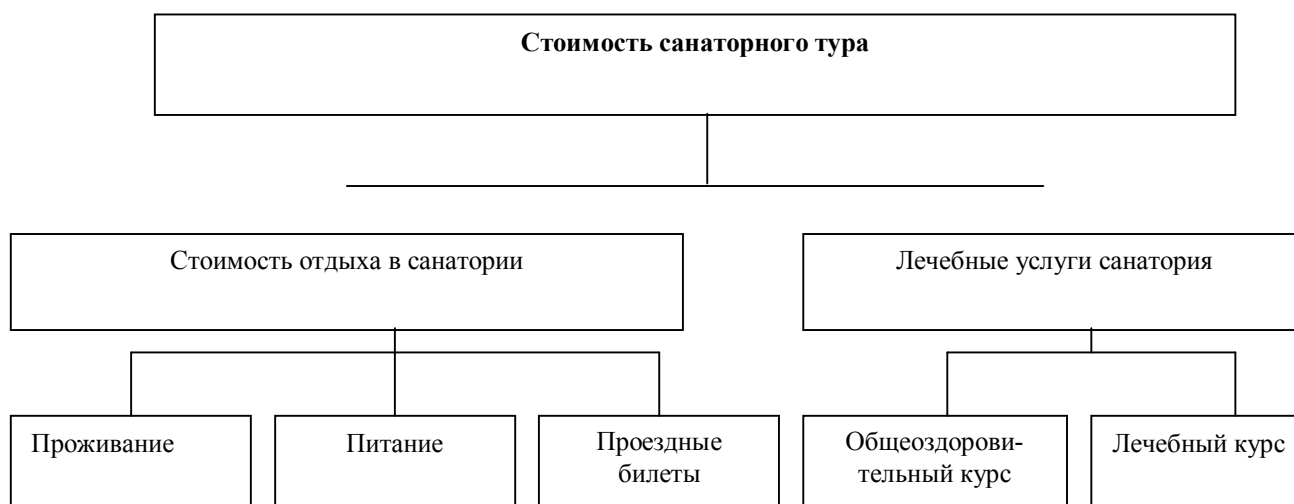 Стоимость санаторного тура
Стоимость отдыха в санатории
Лечебные услуги санатория
Проживание
Питание
Проездные
билеты
Общеоздорови-
тельный курс
Лечебный курс